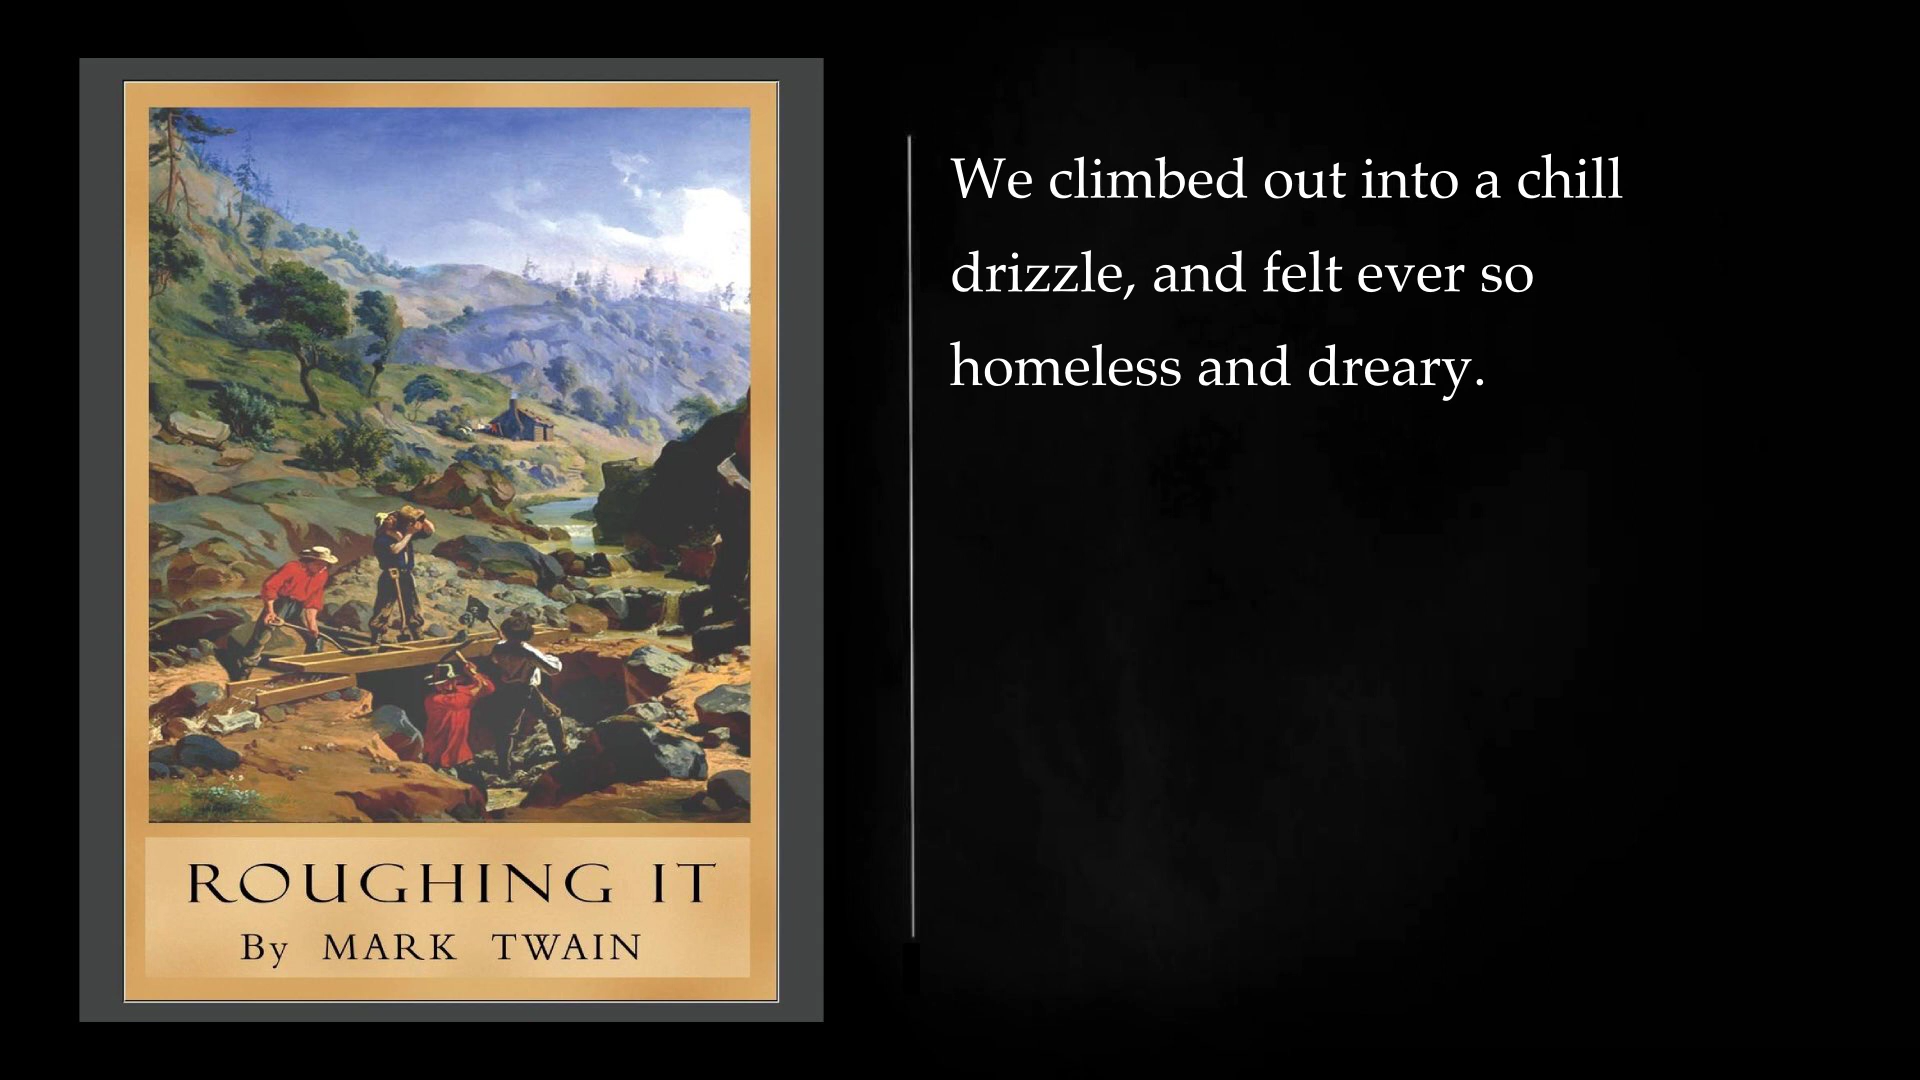 ROUGHING IT
By MARK TWAIN
We climbed out into a chill
drizzle, and felt ever so
homeless and dreary.